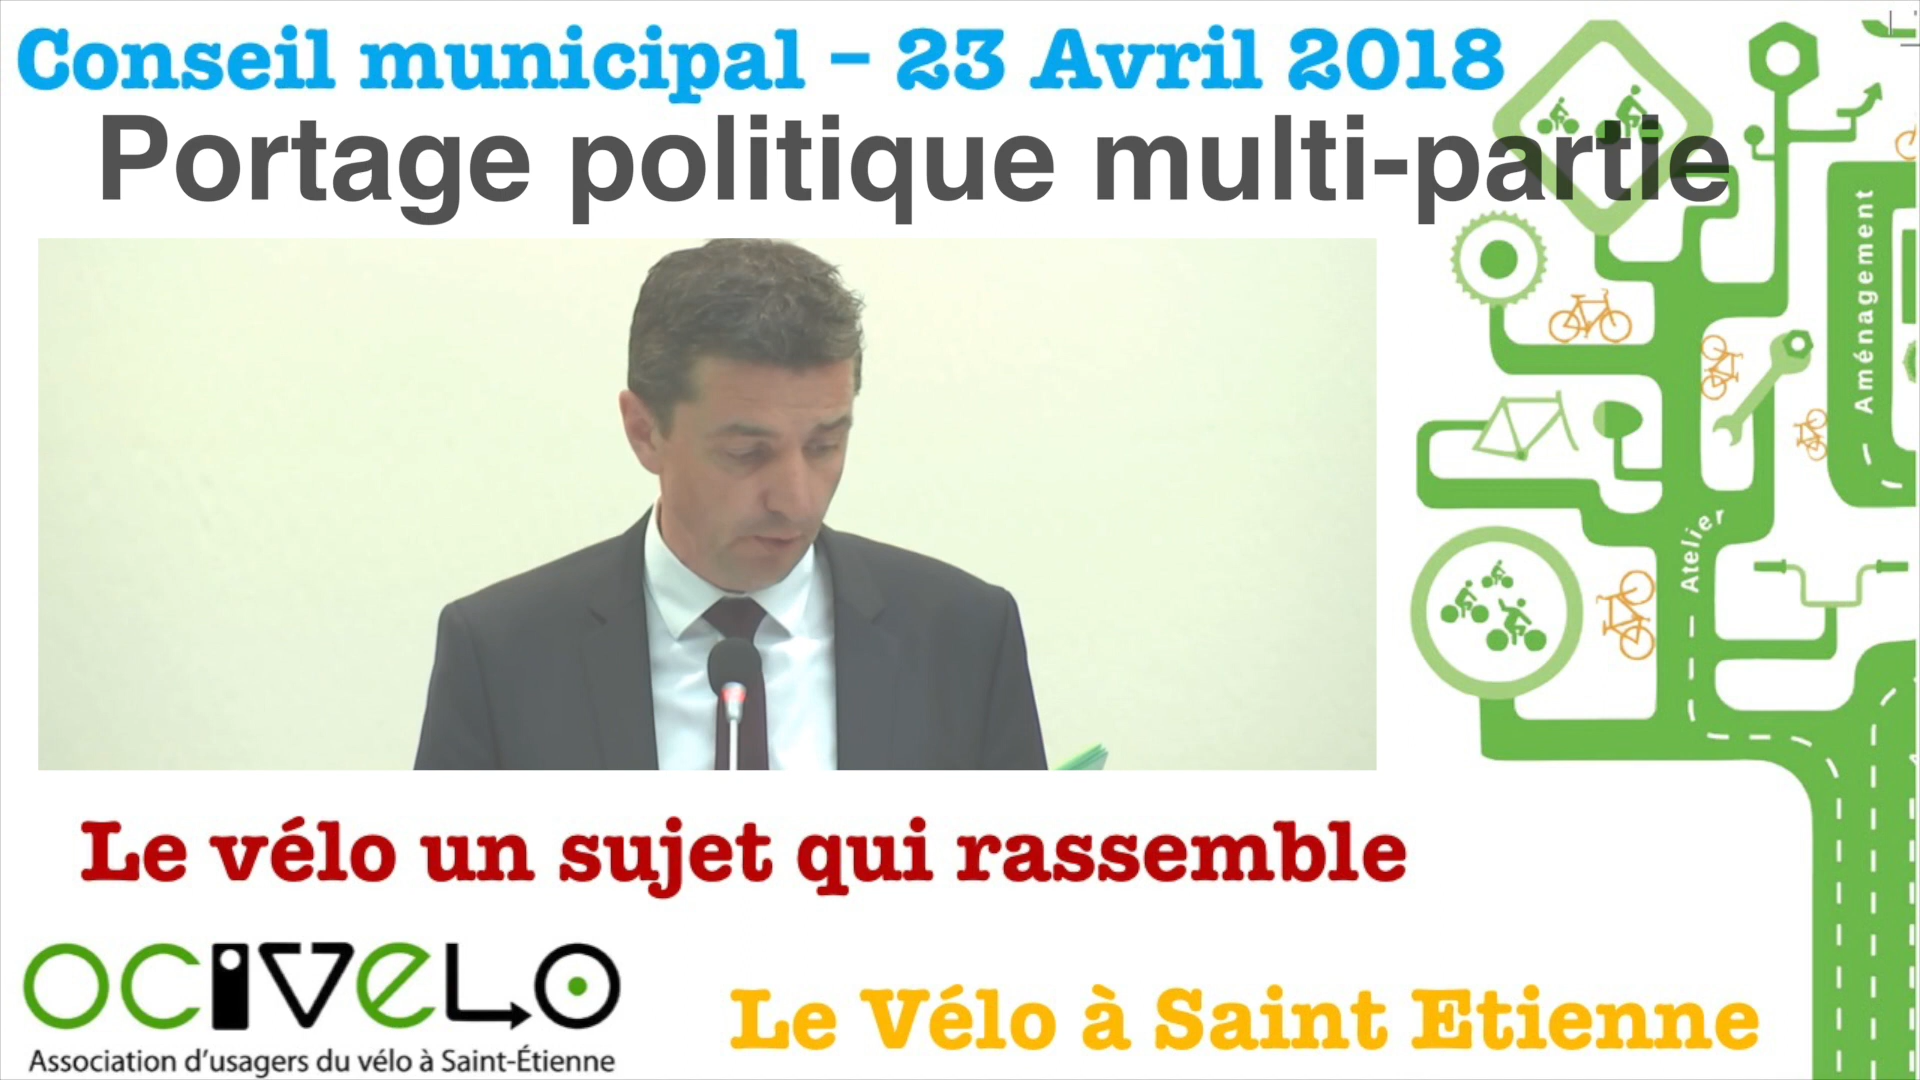 Conseil municipal – 23 Avril 2018
Portage politique multi-partie
Aménagement
Atelier
Le vélo un sujet qui rassemble
OCIVELO
Association d'usagers du vélo à Saint-Étienne
Le Vélo à Saint Etienne